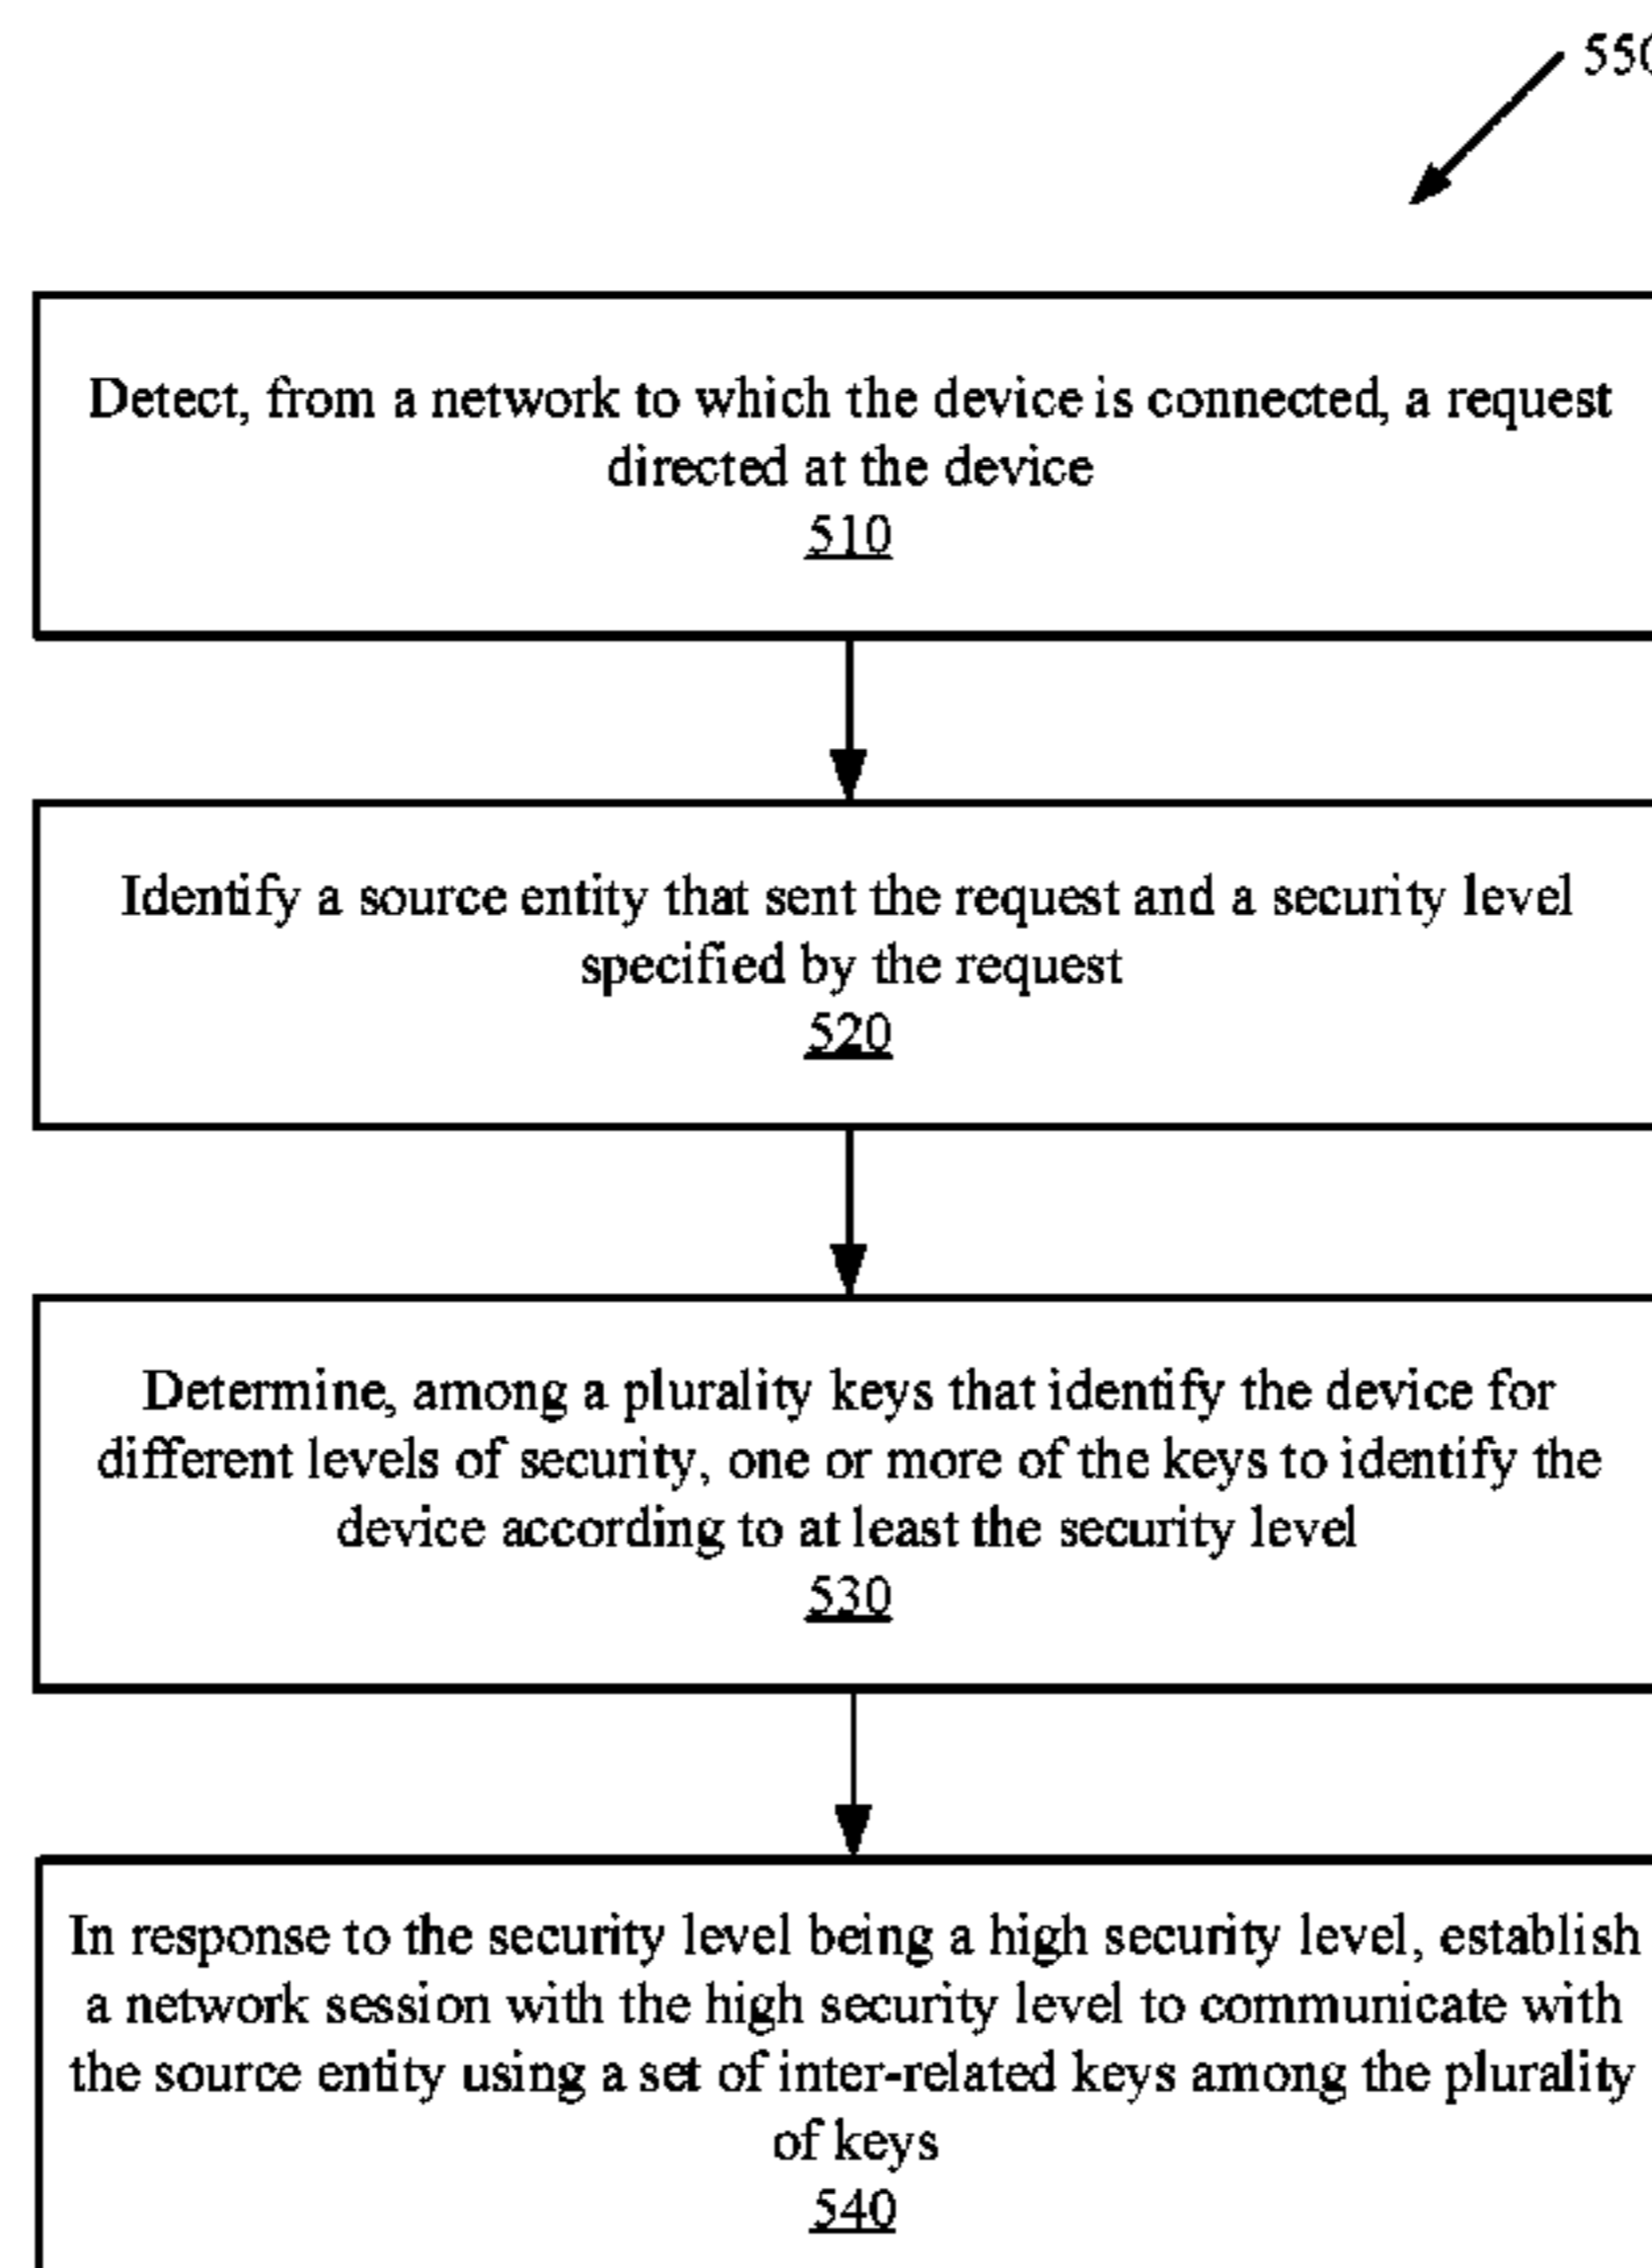 550
Detect, from a network to which the device is connected, a request
directed at the device
510
Identify a source entity that sent the request and a security level
specified by the request
520
Determine, among a plurality keys that identify the device for
different levels of security, one or more of the keys to identify the
device according to at least the security level
530
In response to the security level being a high security level, establish
a network session with the high security level to communicate with
the source entity using a set of inter-related keys among the plurality
of keys
540